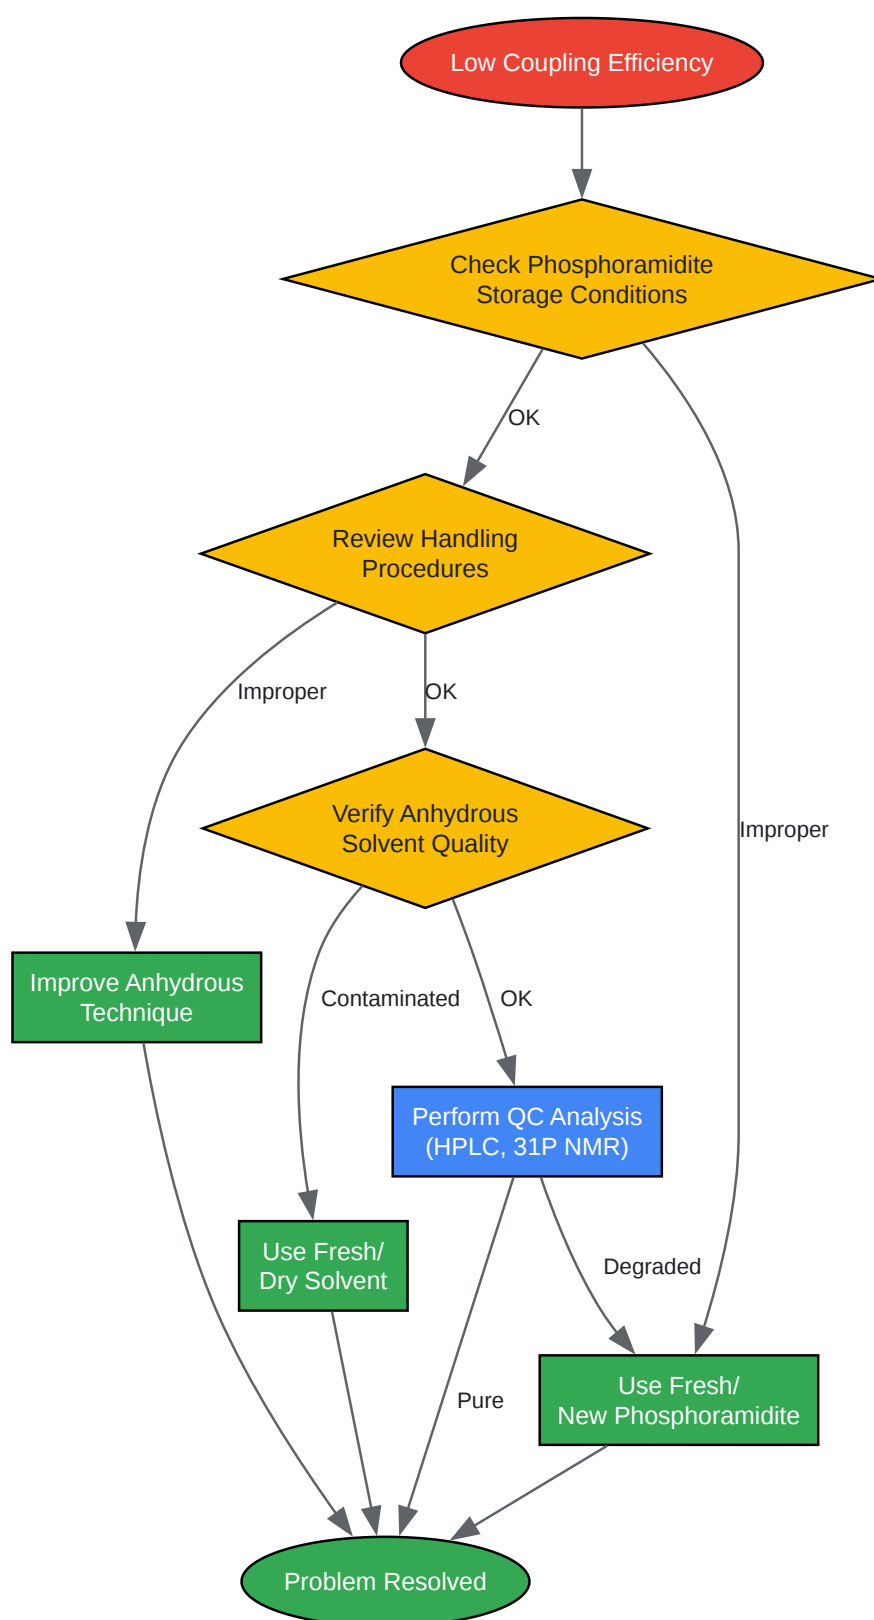 Low Coupling Efficiency
Check Phosphoramidite
Storage Conditions
OK
Review Handling
Procedures
Improper
OK
Verify Anhydrous
Solvent Quality
Improper
Improve Anhydrous
Technique
Contaminated
OK
Perform QC Analysis
(HPLC, 31P NMR)
Use Fresh/
Dry Solvent
Degraded
Pure
Use Fresh/
New Phosphoramidite
Problem Resolved